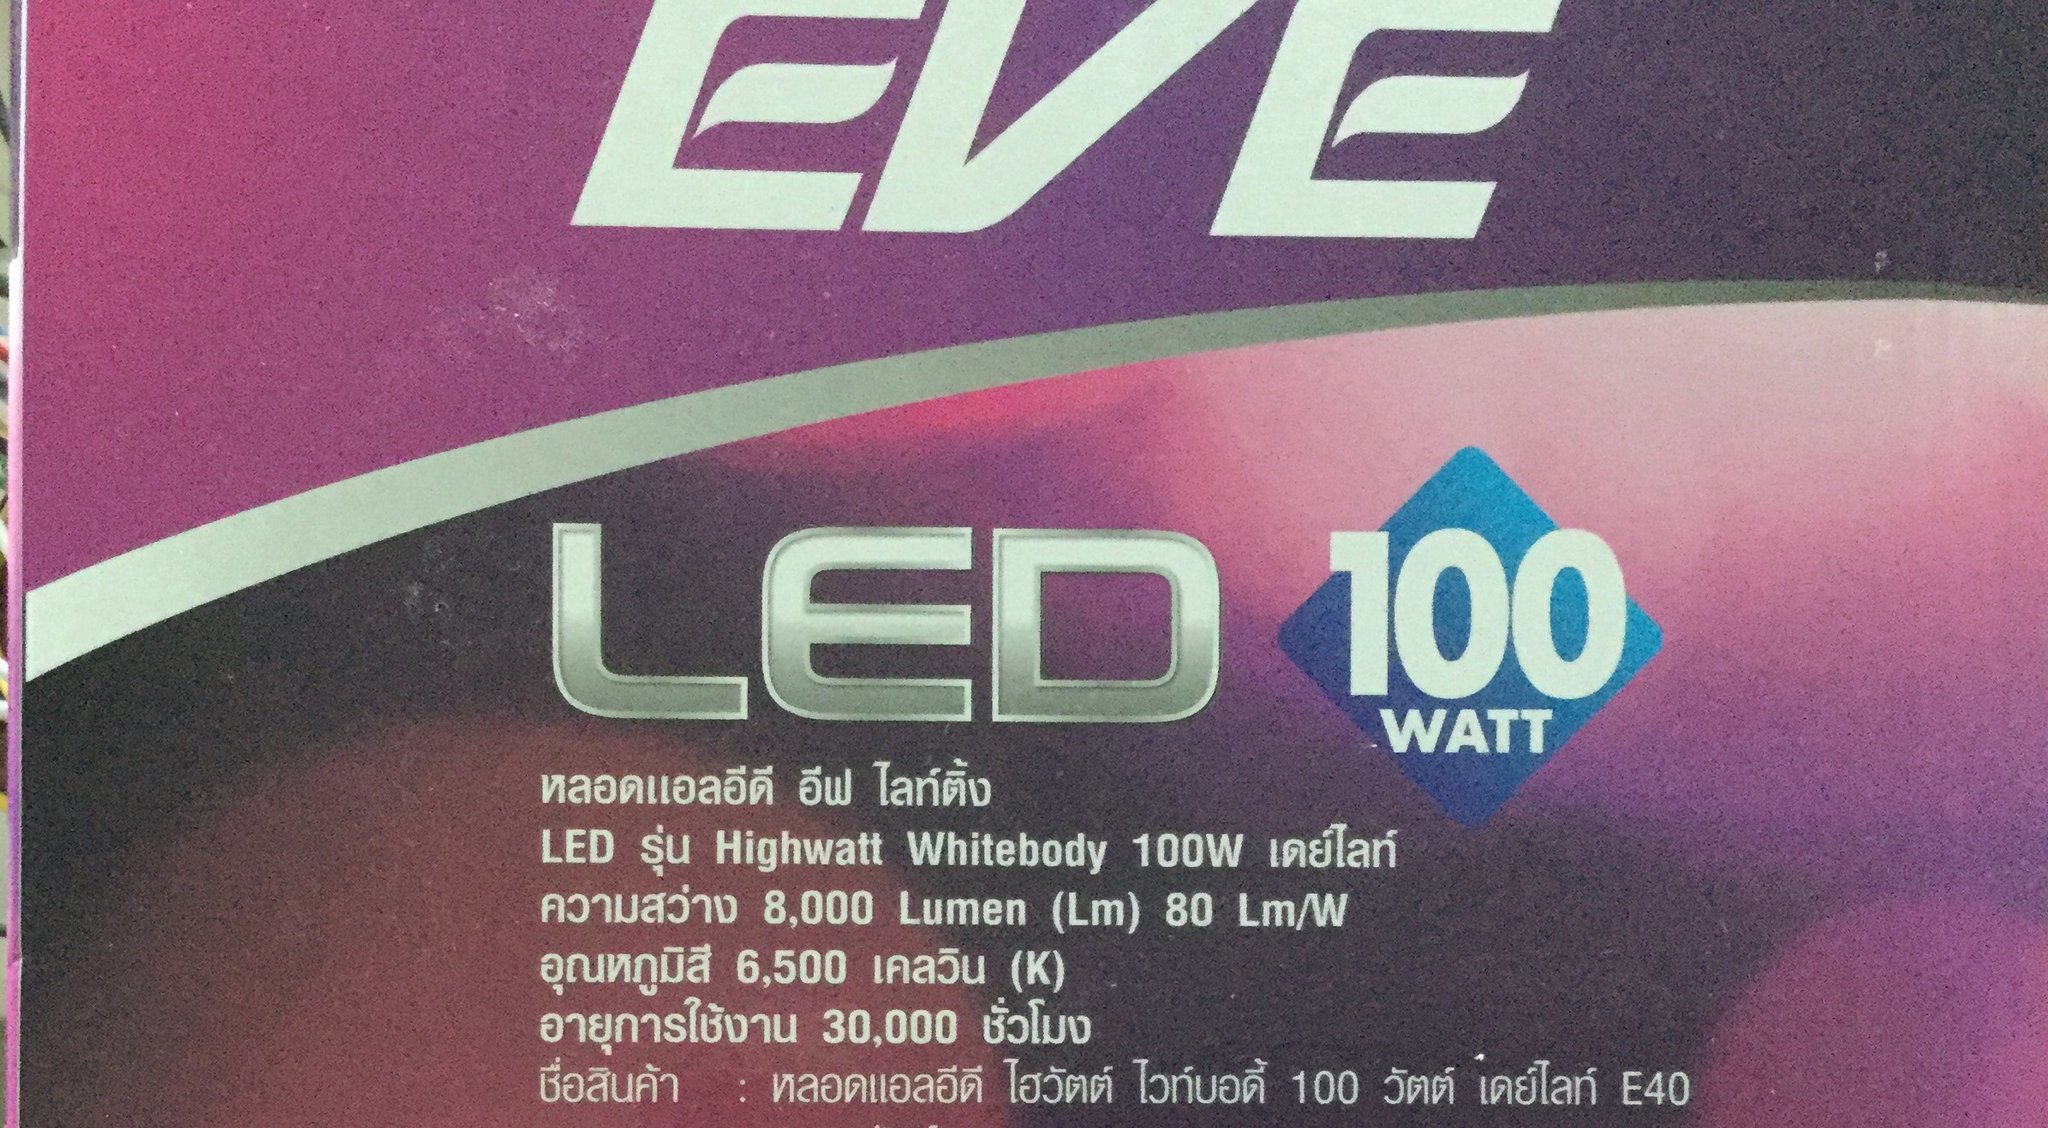 EVE
LED 100 WATT
หลอดแอลอีดี อีฟ ไลท์ติ้ง
LED รุ่น Highwatt Whitebody 100W เดย์ไลท์
ความสว่าง 8,000 Lumen (Lm) 80 Lm/W
อุณหภูมิสี 6,500 เคลวิน (K)
อายุการใช้งาน 30,000 ชั่วโมง
ชื่อสินค้า : หลอดแอลอีดี ไฮวัตต์ ไวท์บอดี้ 100 วัตต์ เดย์ไลท์ E40